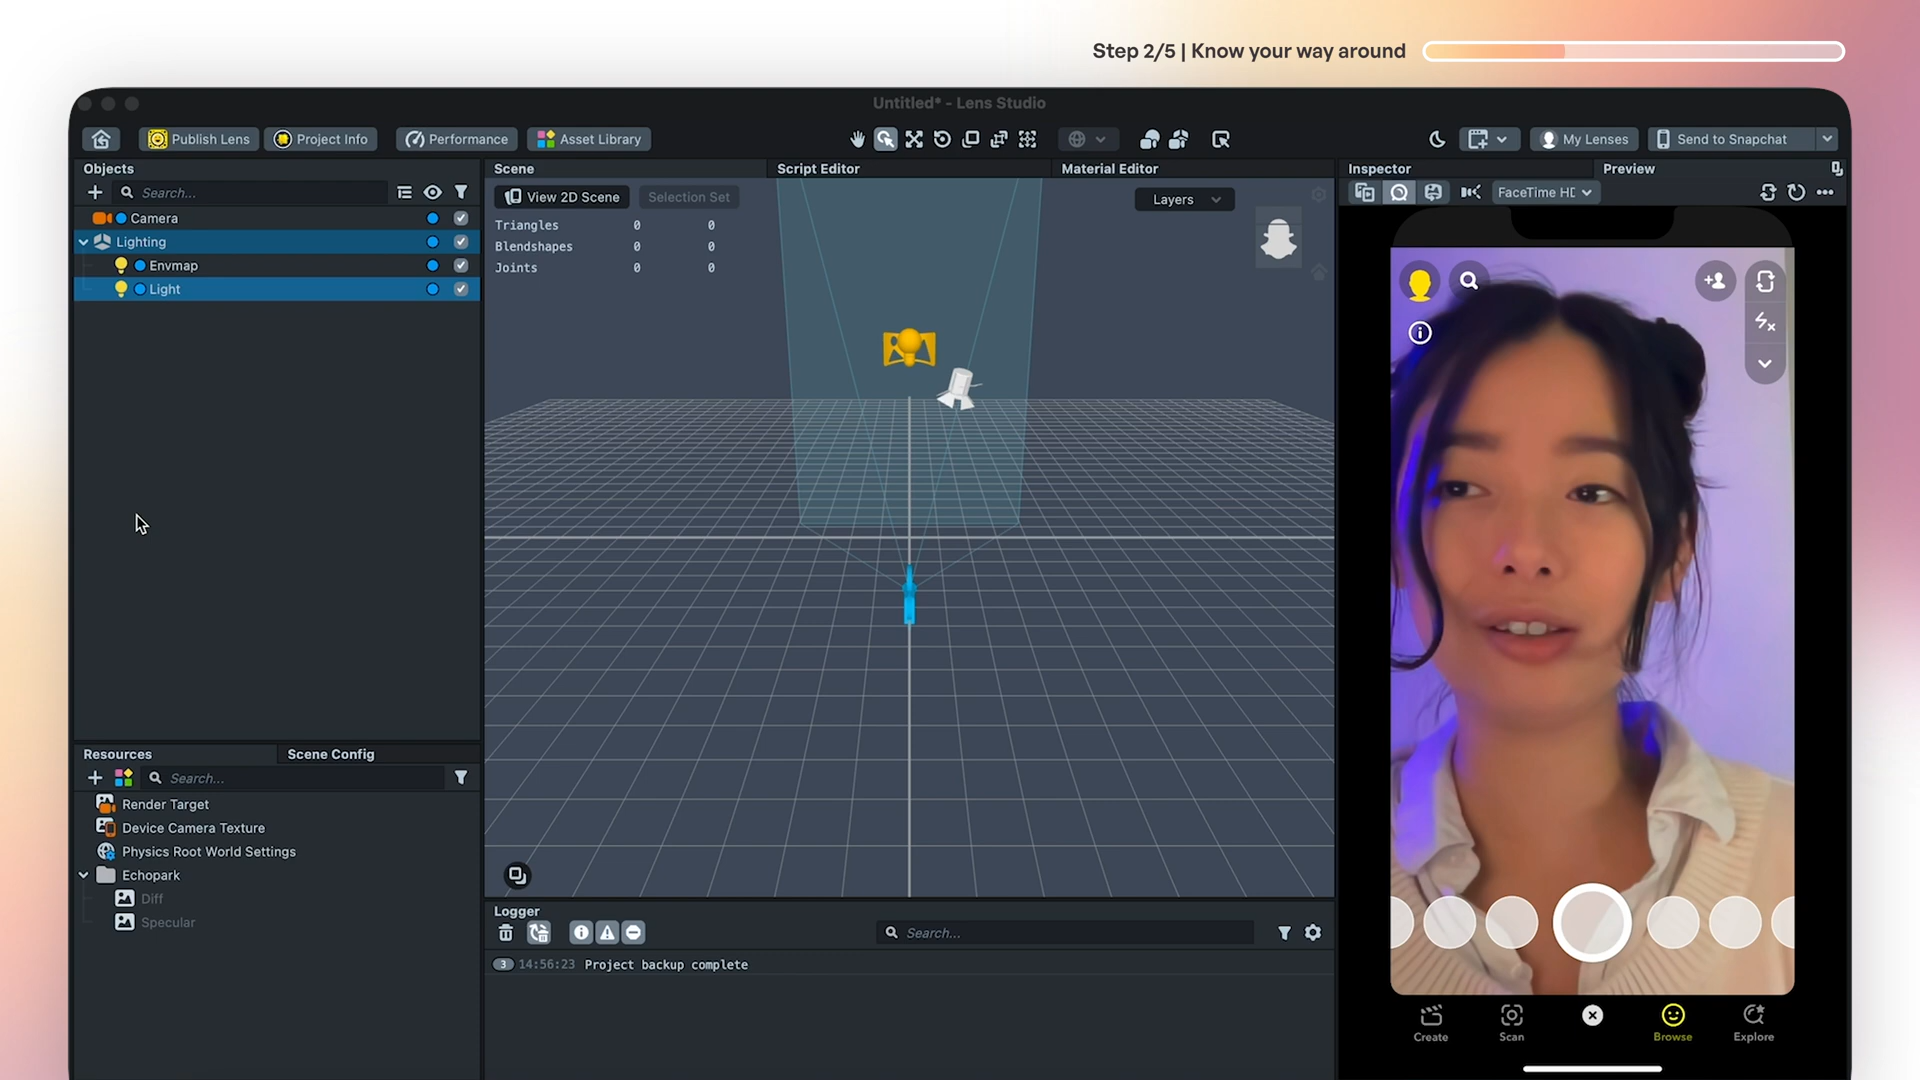 Step 2/5 | Know your way around
Untitled* - Lens Studio
Publish Lens
Project Info
Performance
Asset Library
My Lenses
Send to Snapchat
Objects
Search...
Camera
Lighting
Envmap
Light
Scene
Script Editor
Material Editor
View 2D Scene
Selection Set
Layers
Triangles 0 0
Blendshapes 0 0
Joints 0 0
Inspector
Preview
FaceTime HD
Resources
Scene Config
Search...
Render Target
Device Camera Texture
Physics Root World Settings
Echopark
Diff
Specular
Logger
Search...
3 14:56:23 Project backup complete
Create
Scan
Browse
Explore